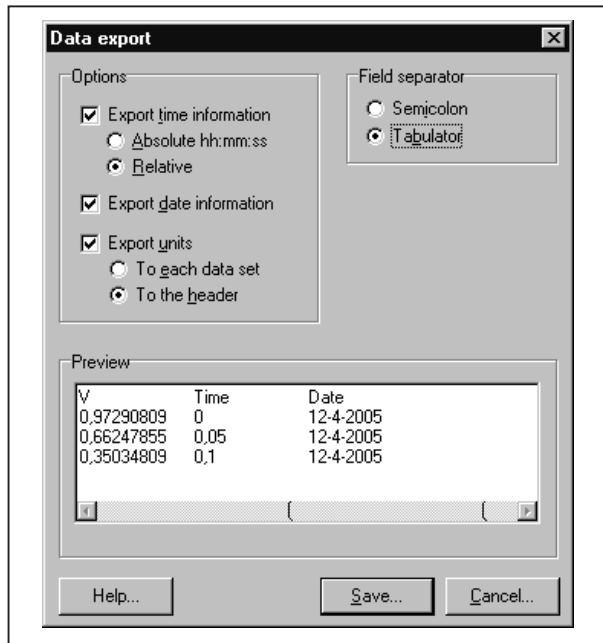 Data export
Options
Export time information
Absolute hh:mm:ss
Relative
Export date information
Export units
To each data set
To the header
Field separator
Semicolon
Tabulator
Preview
V Time Date
0,97290809 0 12-4-2005
0,66247855 0,05 12-4-2005
0,35034809 0,1 12-4-2005
Help... Save... Cancel...